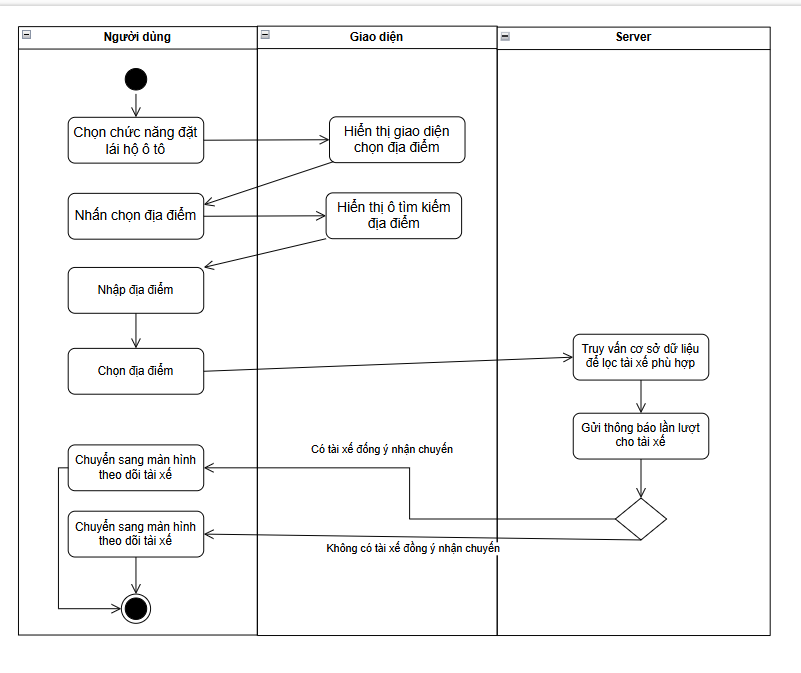 Người dùng
Giao diện
Server
Chọn chức năng đặt
lái hộ ô tô
Hiển thị giao diện
chọn địa điểm
Nhấn chọn địa điểm
Hiển thị ô tìm kiếm
địa điểm
Nhập địa điểm
Chọn địa điểm
Truy vấn cơ sở dữ liệu
để lọc tài xế phù hợp
Gửi thông báo lần lượt
cho tài xế
Có tài xế đồng ý nhận chuyến
Chuyển sang màn hình
theo dõi tài xế
Chuyển sang màn hình
theo dõi tài xế
Không có tài xế đồng ý nhận chuyến